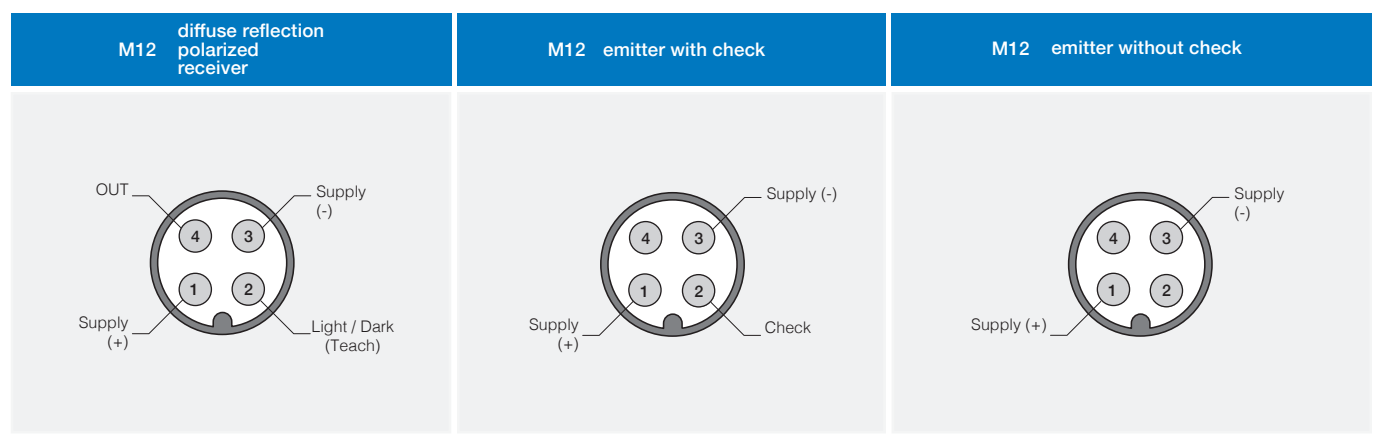 M12
diffuse reflection
polarized
receiver
OUT
Supply
(-)
4
3
1
2
Supply
(+)
Light / Dark
(Teach)
M12 emitter with check
Supply (-)
4
3
1
2
Supply
(+)
Check
M12 emitter without check
Supply
(-)
4
3
1
2
Supply (+)